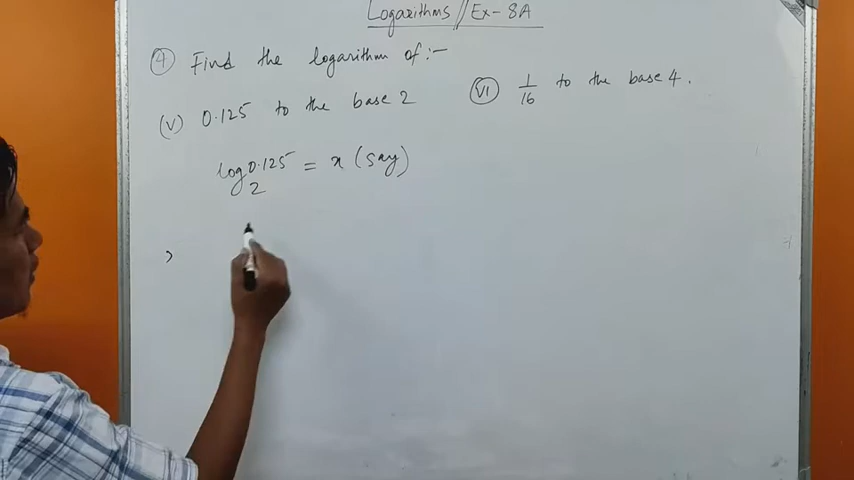 Logarithms // Ex-8A
④ Find the logarithm of :-
(v) 0.125 to the base 2
(VI) 1/16 to the base 4.
log₂ 0.125 = x (say)